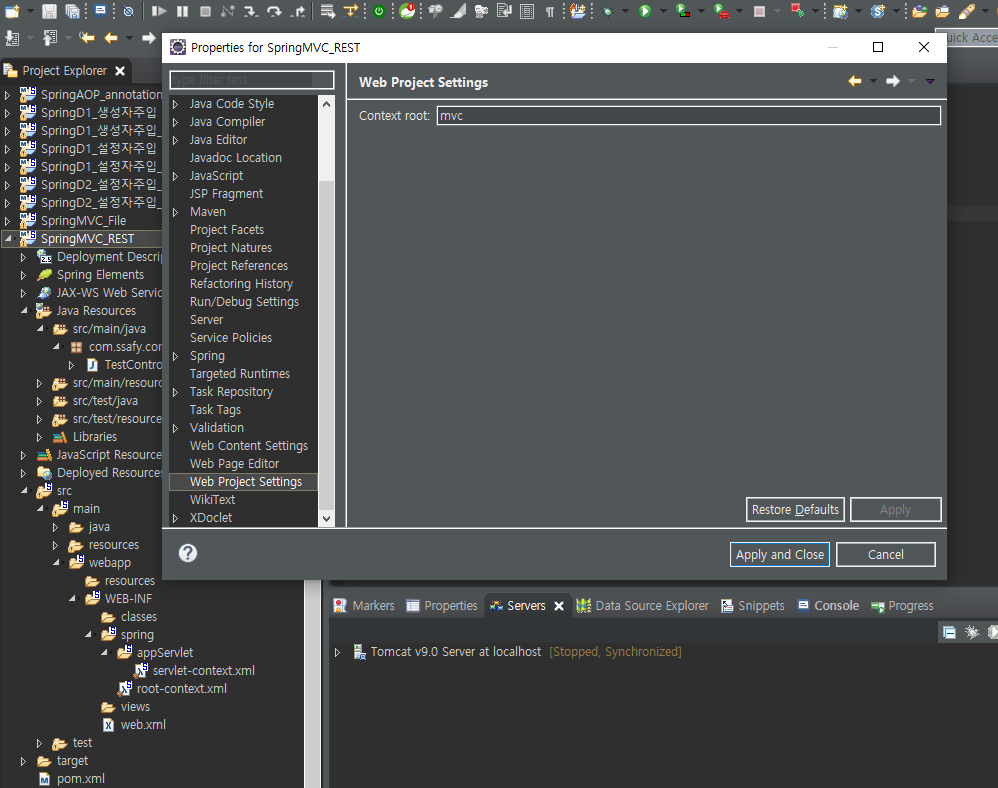 uick Acce
Properties for SpringMVC_REST
Project Explorer
SpringAOP_annotation
SpringD1_생성자주입
SpringD1_생성자주입_
SpringD1_설정자주입
SpringD1_설정자주입_
SpringD2_설정자주입_
SpringD2_설정자주입_
SpringMVC_File
SpringMVC_REST
Deployment Descrip
Spring Elements
JAX-WS Web Servic
Java Resources
src/main/java
com.ssafy.cor
TestContro
src/main/resourc
src/test/java
src/test/resource
Libraries
JavaScript Resource
Deployed Resources
src
main
java
resources
webapp
resources
WEB-INF
classes
spring
appServlet
servlet-context.xml
root-context.xml
views
web.xml
test
target
pom.xml
type filter text
Java Code Style
Java Compiler
Java Editor
Javadoc Location
JavaScript
JSP Fragment
Maven
Project Facets
Project Natures
Project References
Refactoring History
Run/Debug Settings
Server
Service Policies
Spring
Targeted Runtimes
Task Repository
Task Tags
Validation
Web Content Settings
Web Page Editor
Web Project Settings
WikiText
XDoclet
Web Project Settings
Context root: mvc
Restore Defaults Apply
Apply and Close Cancel
Markers Properties Servers Data Source Explorer Snippets Console Progress
Tomcat v9.0 Server at localhost [Stopped, Synchronized]